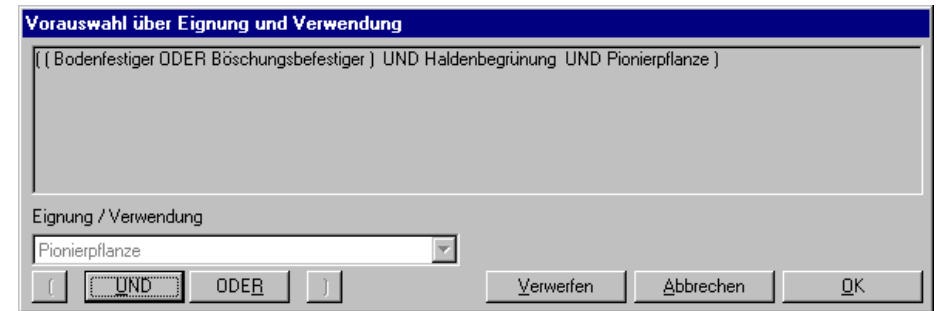 Vorauswahl über Eignung und Verwendung
( ( Bodenfestiger ODER Böschungsbefestiger ) UND Haldenbegrünung UND Pionierpflanze )
Eignung / Verwendung
Pionierpflanze
( UND ODER ) Verwerfen Abbrechen OK